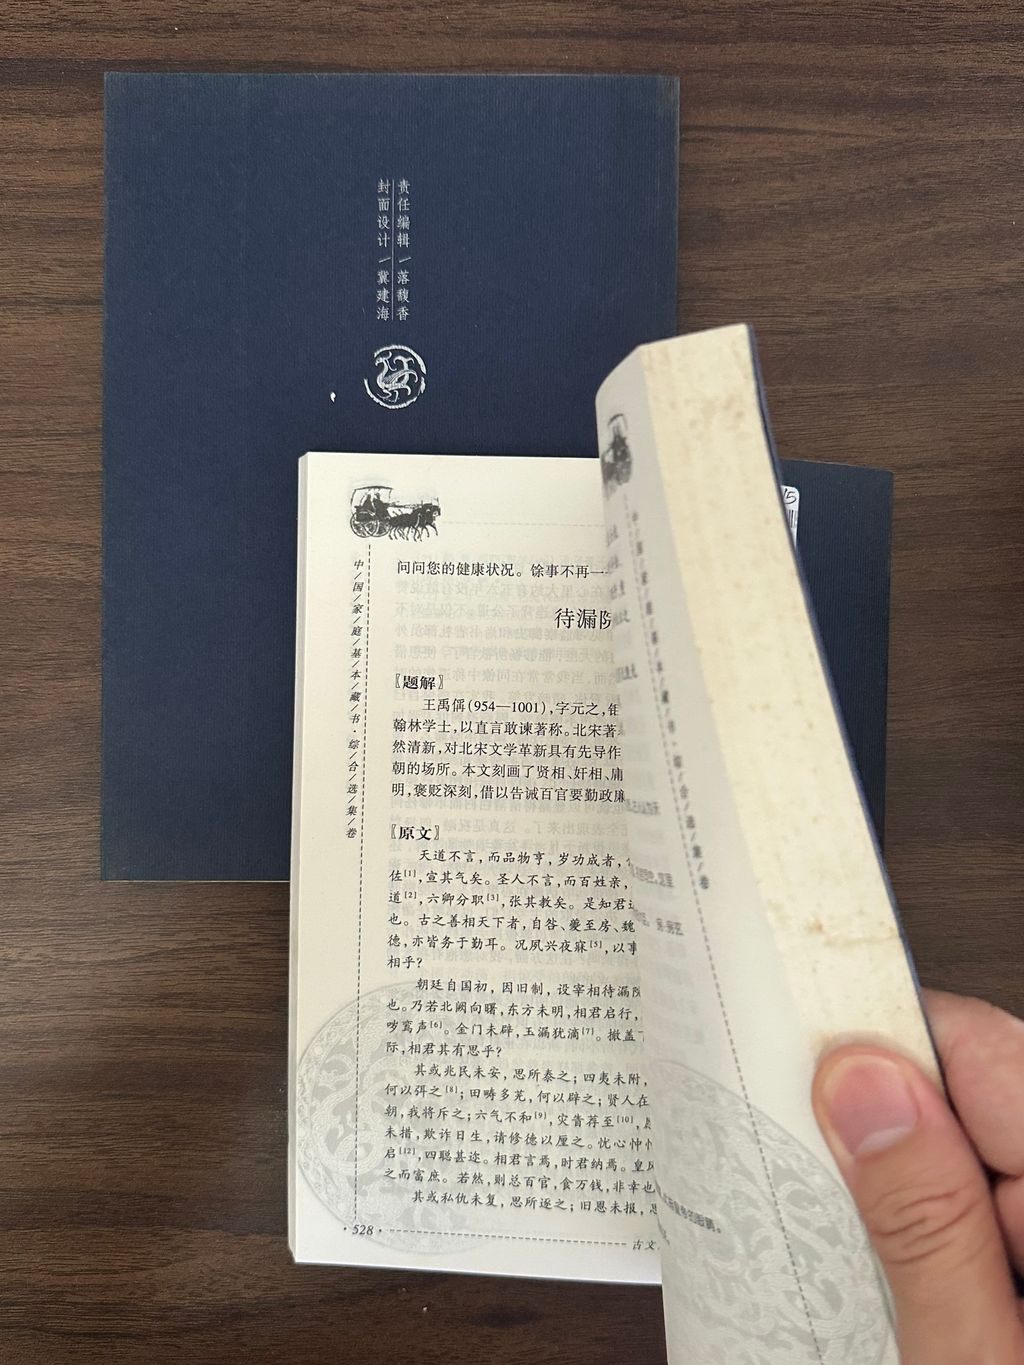 责任编辑／落馥香
封面设计／冀建海
15
中/国/家/庭/基/本/藏/书·综/合/选/集/卷
问问您的健康状况。馀事不再一
待漏院
〖题解〗
王禹偁(954—1001),字元之,钜
翰林学士,以直言敢谏著称。北宋著
然清新,对北宋文学革新具有先导作
朝的场所。本文刻画了贤相、奸相、庸
明,褒贬深刻,借以告诫百官要勤政廉
〖原文〗
天道不言,而品物亨,岁功成者,
佐[1],宣其气矣。圣人不言,而百姓亲,
道[2],六卿分职[3],张其教矣。是知君
也。古之善相天下者,自咎、夔至房、魏
德,亦皆务于勤耳。况夙兴夜寐[5],以事
相乎?
朝廷自国初,因旧制,设宰相待漏院
也。乃若北阙向曙,东方未明,相君启行,
哕鸾声[6]。金门未辟,玉漏犹滴[7]。撤盖
际,相君其有思乎?
其或兆民未安,思所泰之;四夷未附,
何以弭之[8];田畴多芜,何以辟之;贤人在
朝,我将斥之;六气不和[9],灾眚荐至[10],
未措,欺诈日生,请修德以厘之。忧心忡忡
启[12],四聪甚迩。相君言焉,时君纳焉。皇风
之而富庶。若然,则总百官,食万钱,非幸也
其或私仇未复,思所逐之;旧恩未报,思
·528·
古文